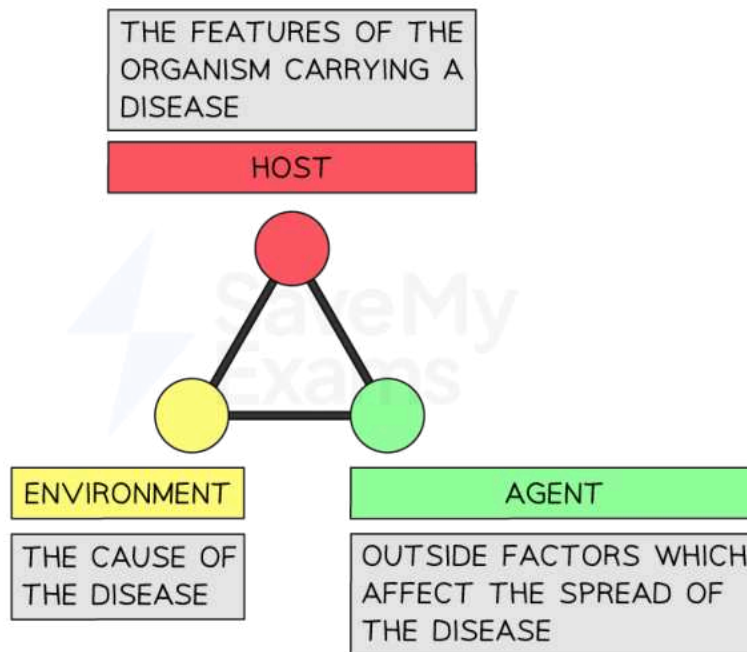 THE FEATURES OF THE
ORGANISM CARRYING A
DISEASE
HOST
SaveMy
Exams
ENVIRONMENT
AGENT
THE CAUSE OF
THE DISEASE
OUTSIDE FACTORS WHICH
AFFECT THE SPREAD OF
THE DISEASE